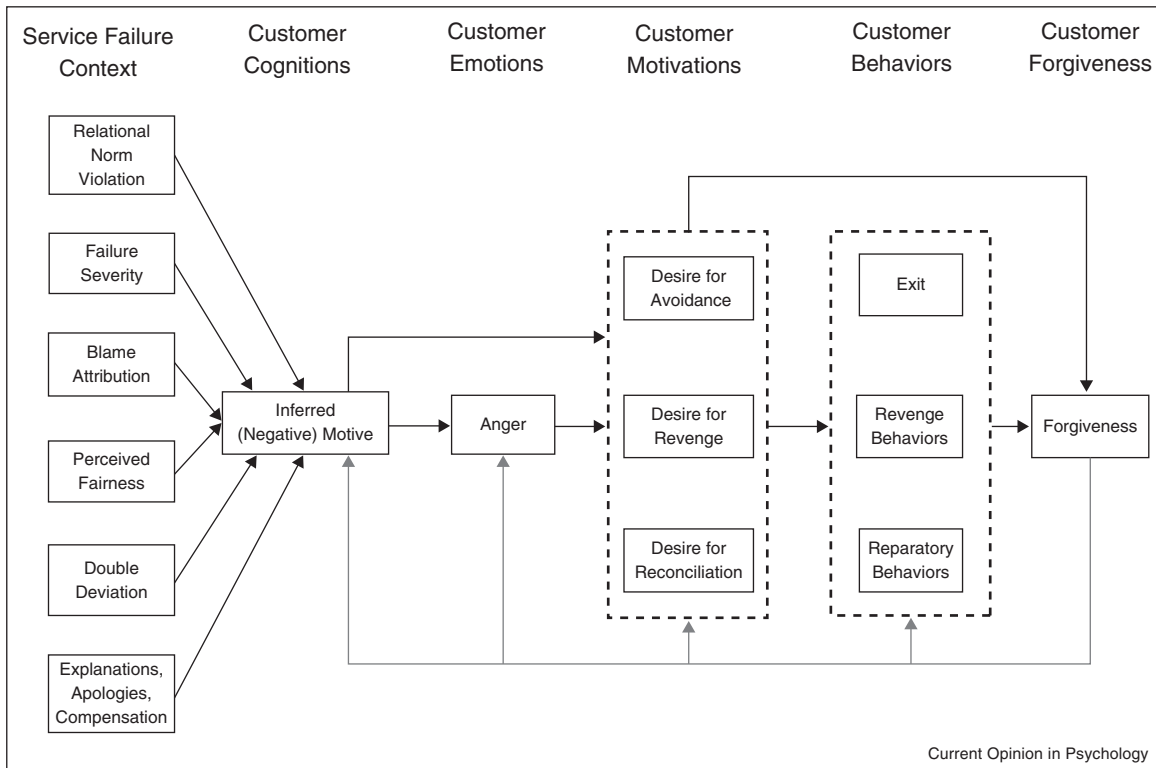 Service Failure
Context
Customer
Cognitions
Customer
Emotions
Customer
Motivations
Customer
Behaviors
Customer
Forgiveness
Relational
Norm
Violation
Failure
Severity
Blame
Attribution
Perceived
Fairness
Double
Deviation
Explanations,
Apologies,
Compensation
Inferred
(Negative) Motive
Anger
Desire for
Avoidance
Desire for
Revenge
Desire for
Reconciliation
Exit
Revenge
Behaviors
Reparatory
Behaviors
Forgiveness
Current Opinion in Psychology